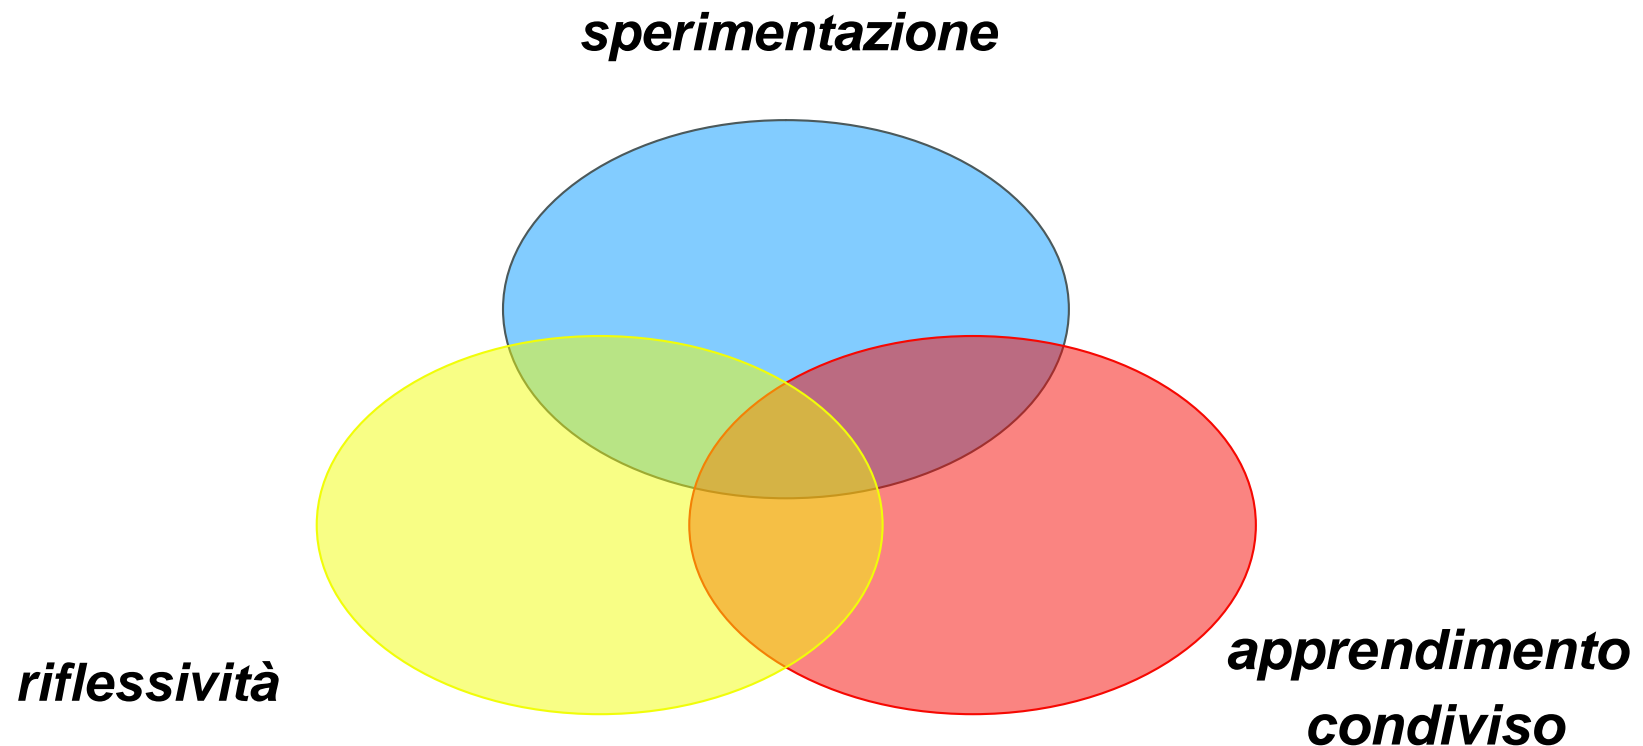 sperimentazione
riflessività
apprendimento
condiviso